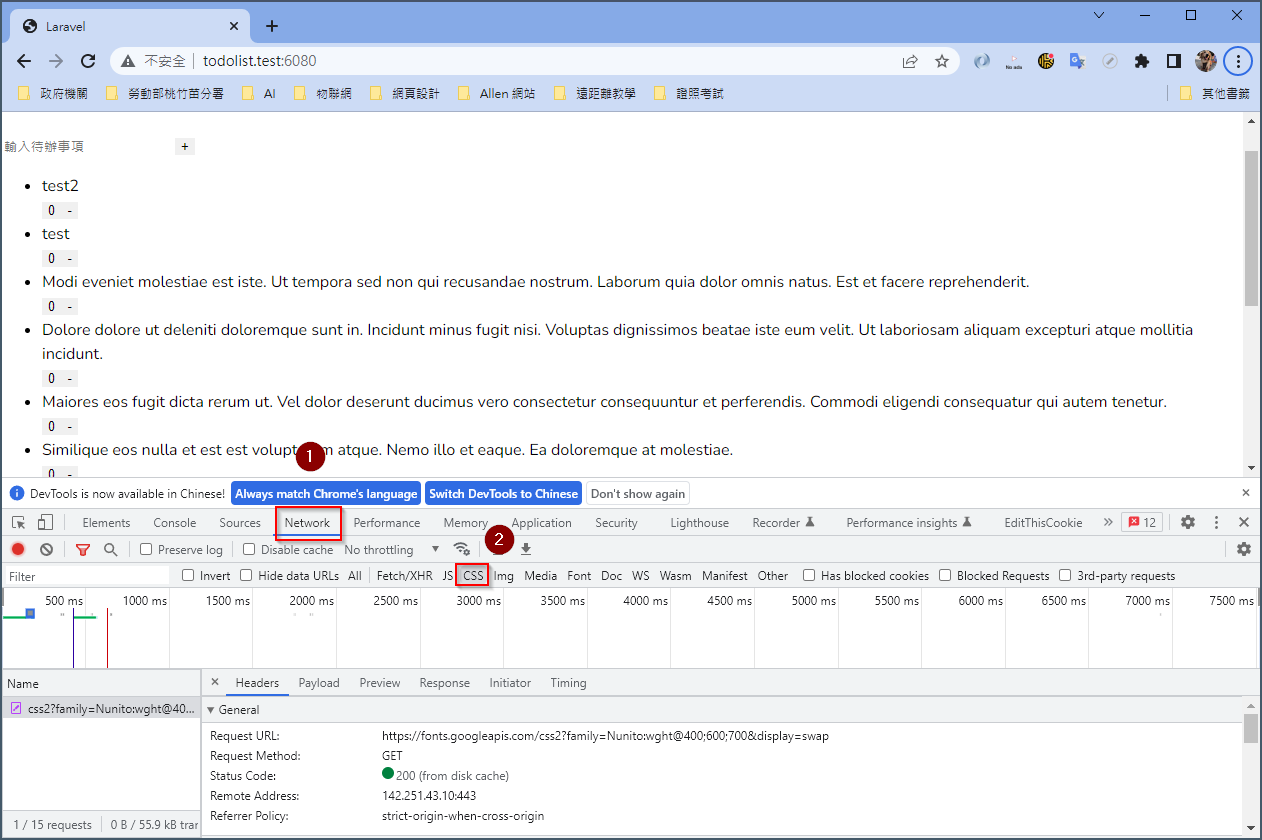 Laravel
不安全 todolist.test:6080
政府機關 勞動部桃竹苗分署 AI 物聯網 網頁設計 Allen 網站 遠距離教學 證照考試 其他書籤
輸入待辦事項 +
test2
0 -
test
0 -
Modi eveniet molestiae est iste. Ut tempora sed non qui recusandae nostrum. Laborum quia dolor omnis natus. Est et facere reprehenderit.
0 -
Dolore dolore ut deleniti doloremque sunt in. Incidunt minus fugit nisi. Voluptas dignissimos beatae iste eum velit. Ut laboriosam aliquam excepturi atque mollitia
incidunt.
0 -
Maiores eos fugit dicta rerum ut. Vel dolor deserunt ducimus vero consectetur consequuntur et perferendis. Commodi eligendi consequatur qui autem tenetur.
0 -
Similique eos nulla et est est atque. Nemo illo et eaque. Ea doloremque at molestiae.
1
0 -
DevTools is now available in Chinese! Always match Chrome's language Switch DevTools to Chinese Don't show again
Elements Console Sources Network Performance Memory Application Security Lighthouse Recorder Performance insights EditThisCookie » 12
Preserve log Disable cache No throttling 2
Filter Invert Hide data URLs All Fetch/XHR JS CSS Img Media Font Doc WS Wasm Manifest Other Has blocked cookies Blocked Requests 3rd-party requests
500 ms 1000 ms 1500 ms 2000 ms 2500 ms 3000 ms 3500 ms 4000 ms 4500 ms 5000 ms 5500 ms 6000 ms 6500 ms 7000 ms 7500 ms
Name Headers Payload Preview Response Initiator Timing
css2?family=Nunito:wght@40... General
Request URL: https://fonts.googleapis.com/css2?family=Nunito:wght@400;600;700&display=swap
Request Method: GET
Status Code: 200 (from disk cache)
Remote Address: 142.251.43.10:443
Referrer Policy: strict-origin-when-cross-origin
1 / 15 requests 0 B / 55.9 kB trar